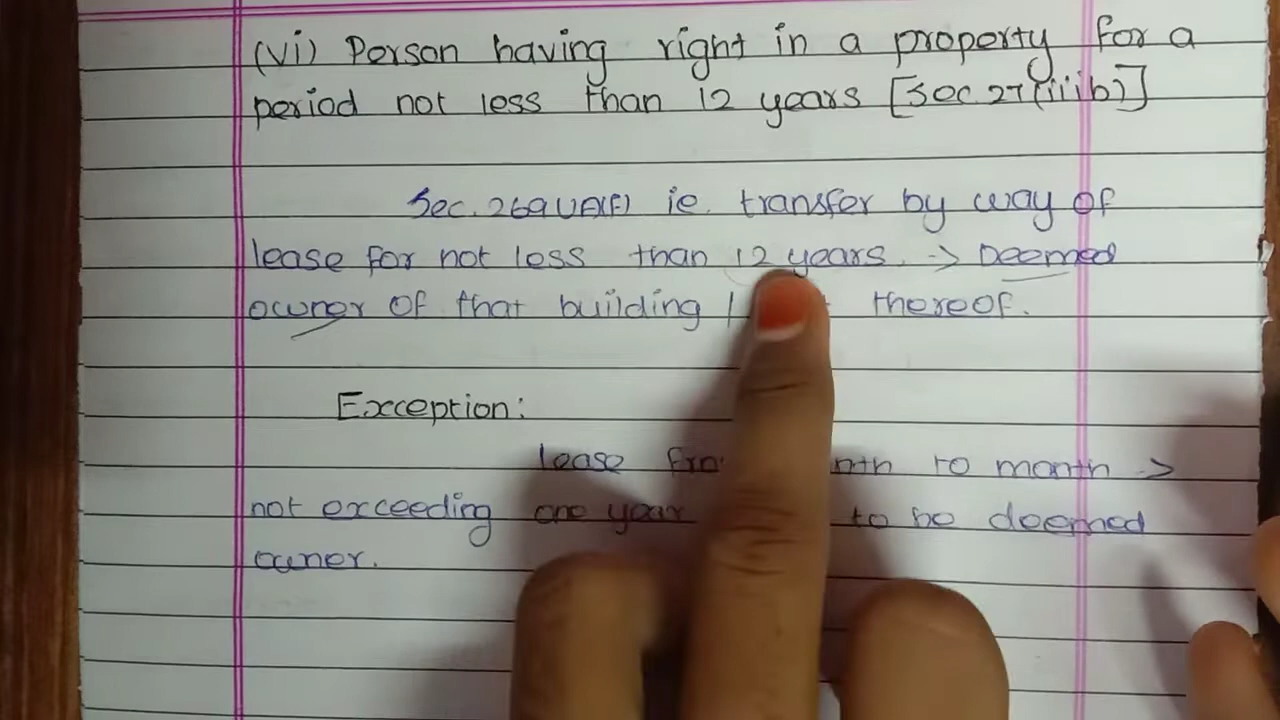 (vi) Person having right in a property for a
period not less than 12 years [Sec 27(iiib)]
Sec. 269UA(f) ie. transfer by way of
lease for not less than 12 years. -> Deemed
owner of that building / thereof.
Exception:
lease to month ->
not exceeding one year to be deemed
owner.